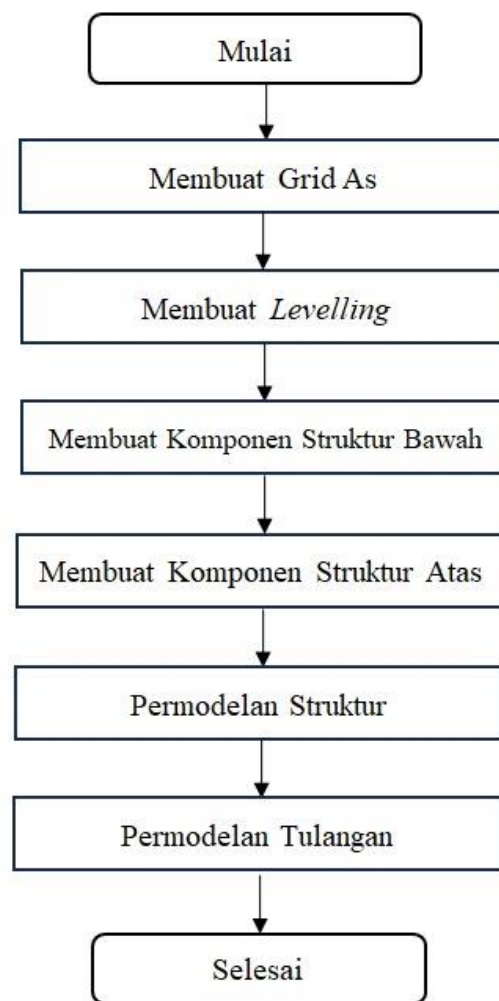 Mulai
Membuat Grid As
Membuat Levelling
Membuat Komponen Struktur Bawah
Membuat Komponen Struktur Atas
Permodelan Struktur
Permodelan Tulangan
Selesai